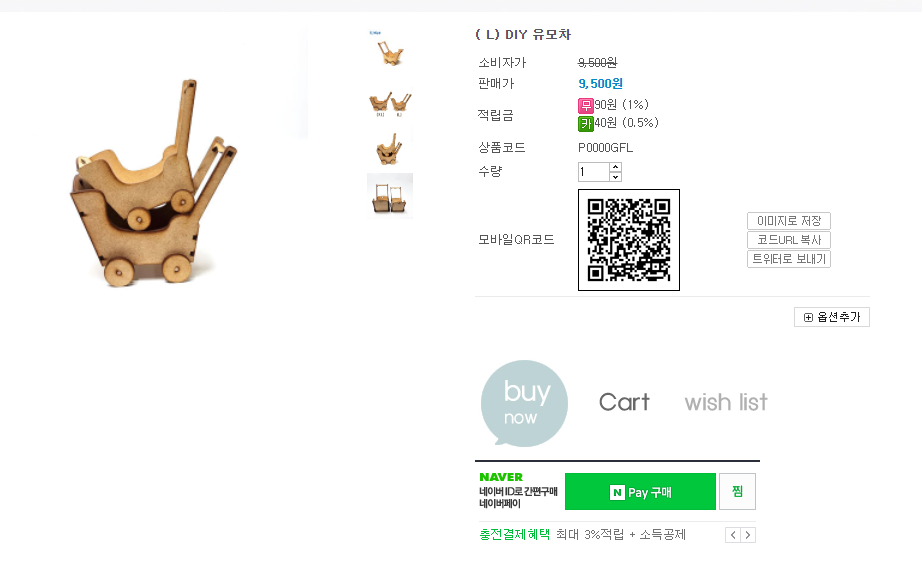 ( L) DIY 유모차
소비자가 9,500원
판매가 9,500원
적립금 무 90원 (1%)
카 40원 (0.5%)
상품코드 P0000GFL
수량 1
모바일QR코드
이미지로 저장
코드URL 복사
트위터로 보내기
옵션추가
buy
now
Cart
wish list
NAVER
네이버 ID로 간편구매
네이버페이
N Pay 구매
찜
충전결제혜택 최대 3%적립 + 소득공제